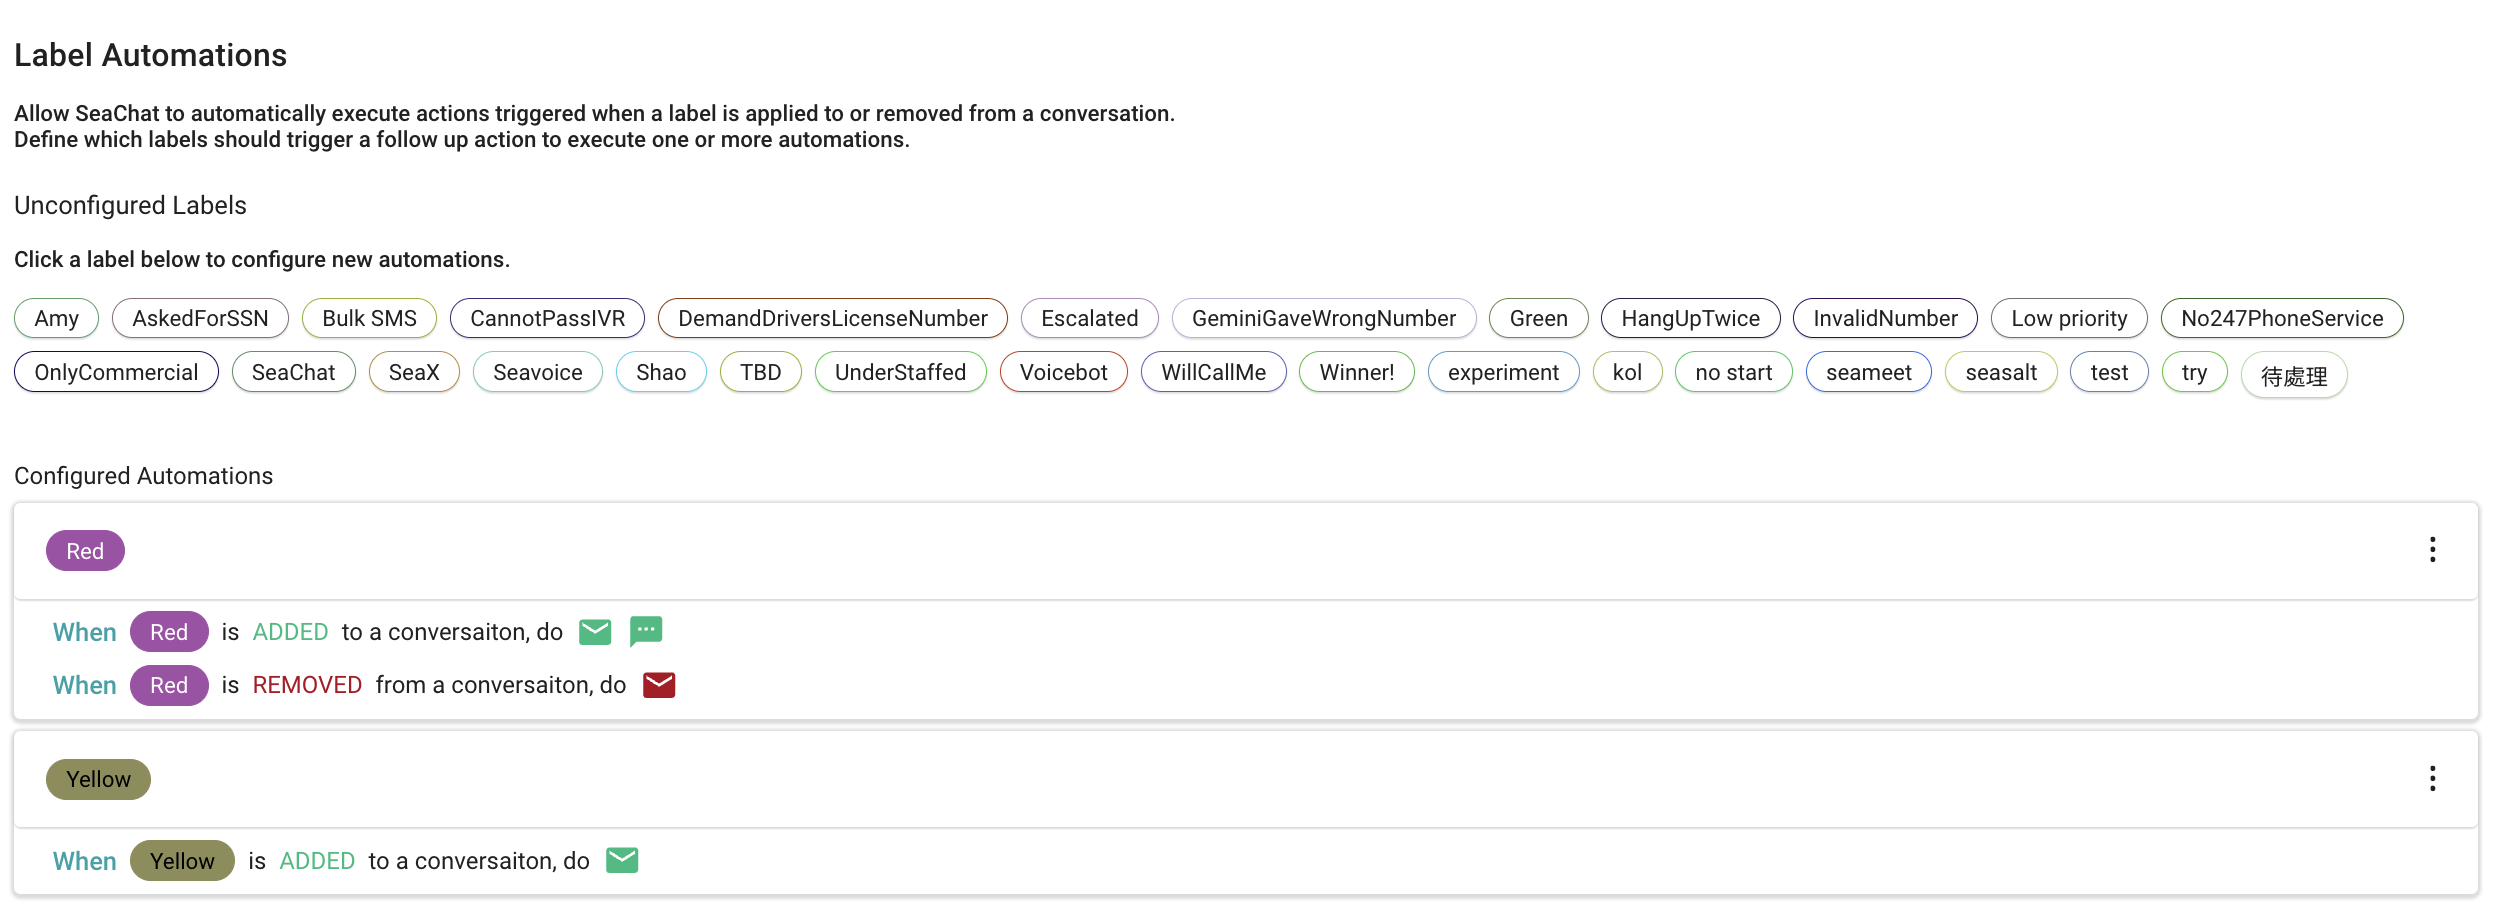 Label Automations
Allow SeaChat to automatically execute actions triggered when a label is applied to or removed from a conversation.
Define which labels should trigger a follow up action to execute one or more automations.
Unconfigured Labels
Click a label below to configure new automations.
Amy AskedForSSN Bulk SMS CannotPassIVR DemandDriversLicenseNumber Escalated GeminiGaveWrongNumber Green HangUpTwice InvalidNumber Low priority No247PhoneService
OnlyCommercial SeaChat SeaX Seavoice Shao TBD UnderStaffed Voicebot WillCallMe Winner! experiment kol no start seameet seasalt test try 待處理
Configured Automations
Red
When Red is ADDED to a conversaiton, do
When Red is REMOVED from a conversaiton, do
Yellow
When Yellow is ADDED to a conversaiton, do